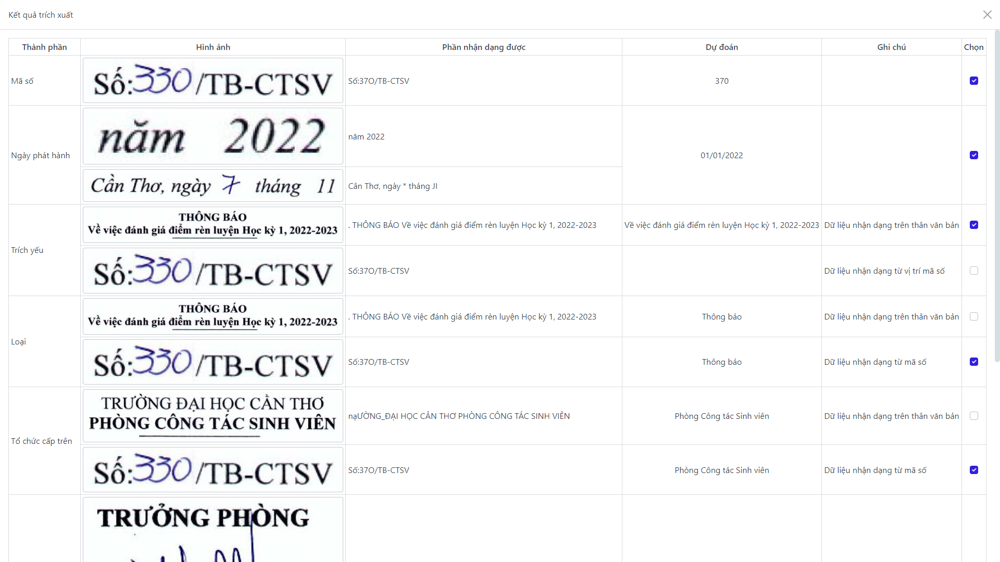 Kết quả trích xuất
Thành phần Hình ảnh Phần nhận dạng được Dự đoán Ghi chú Chọn
Mã số Số:330/TB-CTSV Số:37O/TB-CTSV 370
Ngày phát hành
năm 2022 năm 2022
01/01/2022
Cần Thơ, ngày 7 tháng 11 Cân Thơ, ngày * tháng JI
Trích yếu
THÔNG BÁO
Về việc đánh giá điểm rèn luyện Học kỳ 1, 2022-2023
. THÔNG BÁO Về việc đánh giá điểm rèn luyện Học kỳ 1, 2022-2023 Về việc đánh giá điểm rèn luyện Học kỳ 1, 2022-2023 Dữ liệu nhận dạng trên thân văn bản
Số:330/TB-CTSV Số:37O/TB-CTSV Dữ liệu nhận dạng từ vị trí mã số
Loại
THÔNG BÁO
Về việc đánh giá điểm rèn luyện Học kỳ 1, 2022-2023
. THÔNG BÁO Về việc đánh giá điểm rèn luyện Học kỳ 1, 2022-2023 Thông báo Dữ liệu nhận dạng trên thân văn bản
Số:330/TB-CTSV Số:37O/TB-CTSV Thông báo Dữ liệu nhận dạng từ mã số
Tổ chức cấp trên
TRƯỜNG ĐẠI HỌC CẦN THƠ
PHÒNG CÔNG TÁC SINH VIÊN
nạƯỜNG_ĐẠI HỌC CẢN THƠ PHÒNG CÔNG TÁC SINH VIÊN Phòng Công tác Sinh viên Dữ liệu nhận dạng trên thân văn bản
Số:330/TB-CTSV Số:37O/TB-CTSV Phòng Công tác Sinh viên Dữ liệu nhận dạng từ mã số
TRƯỞNG PHÒNG